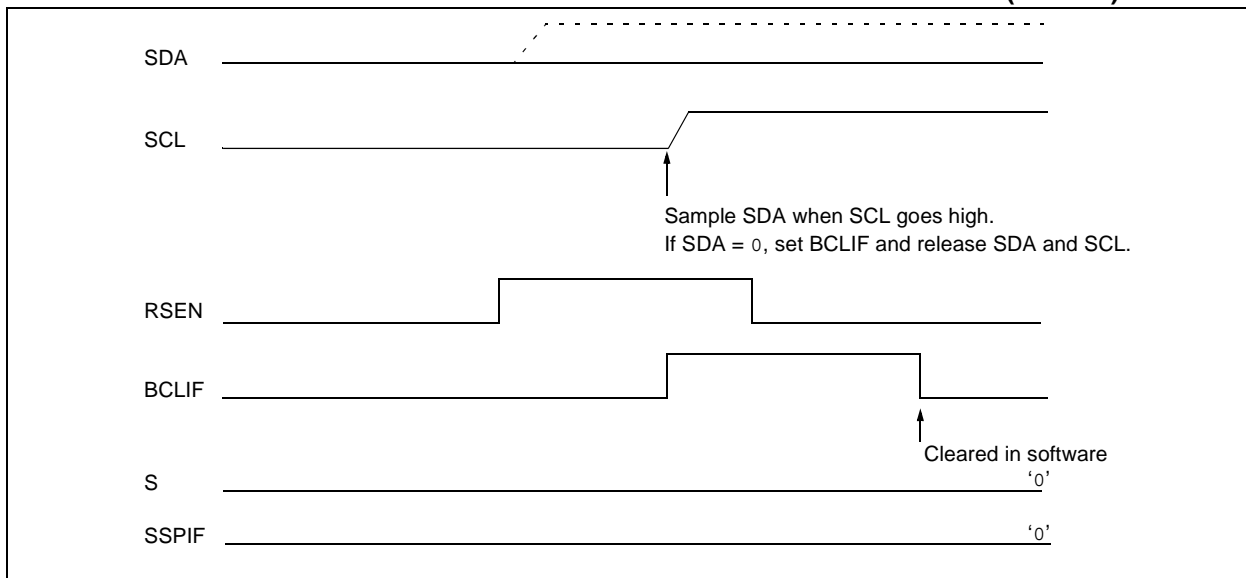 SDA
SCL
Sample SDA when SCL goes high.
If SDA = 0, set BCLIF and release SDA and SCL.
RSEN
BCLIF
Cleared in software
S
‘0’
SSPIF
‘0’